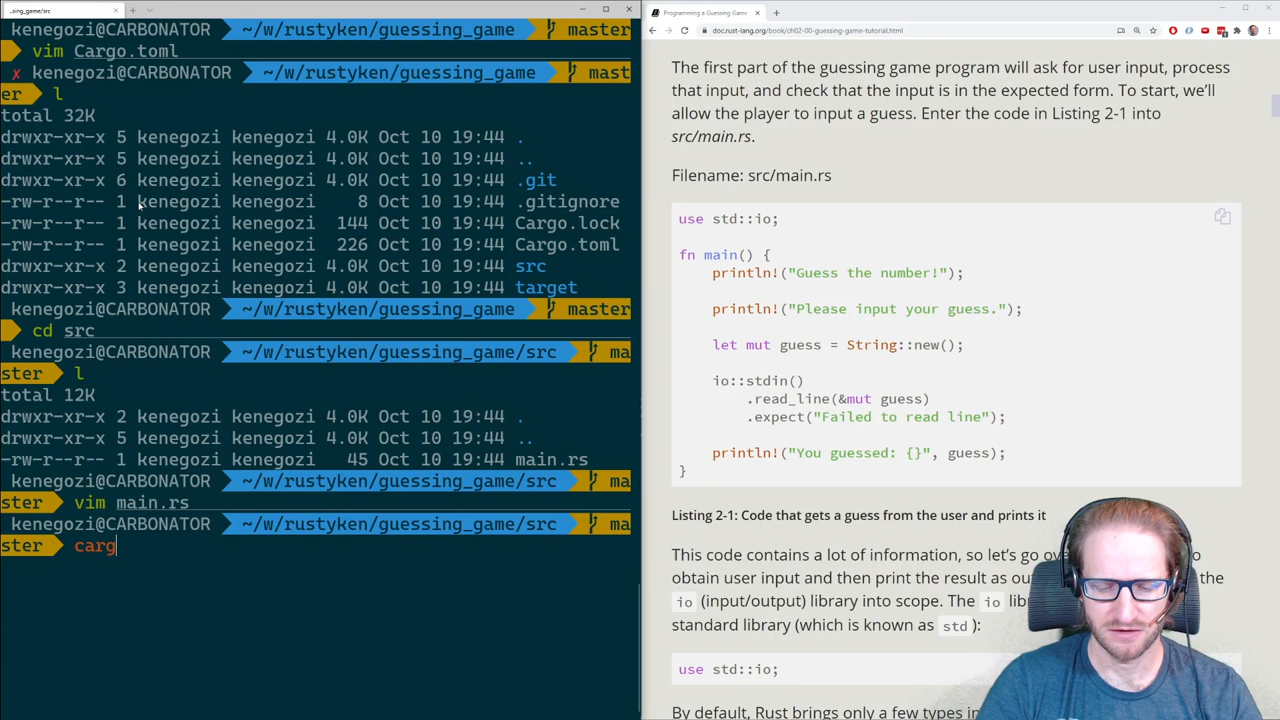 ..sing_game/src
kenegozi@CARBONATOR ~/w/rustyken/guessing_game master
vim Cargo.toml
✗ kenegozi@CARBONATOR ~/w/rustyken/guessing_game mast
er l
total 32K
drwxr-xr-x 5 kenegozi kenegozi 4.0K Oct 10 19:44 .
drwxr-xr-x 5 kenegozi kenegozi 4.0K Oct 10 19:44 ..
drwxr-xr-x 6 kenegozi kenegozi 4.0K Oct 10 19:44 .git
-rw-r--r-- 1 kenegozi kenegozi 8 Oct 10 19:44 .gitignore
-rw-r--r-- 1 kenegozi kenegozi 144 Oct 10 19:44 Cargo.lock
-rw-r--r-- 1 kenegozi kenegozi 226 Oct 10 19:44 Cargo.toml
drwxr-xr-x 2 kenegozi kenegozi 4.0K Oct 10 19:44 src
drwxr-xr-x 3 kenegozi kenegozi 4.0K Oct 10 19:44 target
kenegozi@CARBONATOR ~/w/rustyken/guessing_game master
cd src
kenegozi@CARBONATOR ~/w/rustyken/guessing_game/src ma
ster l
total 12K
drwxr-xr-x 2 kenegozi kenegozi 4.0K Oct 10 19:44 .
drwxr-xr-x 5 kenegozi kenegozi 4.0K Oct 10 19:44 ..
-rw-r--r-- 1 kenegozi kenegozi 45 Oct 10 19:44 main.rs
kenegozi@CARBONATOR ~/w/rustyken/guessing_game/src ma
ster vim main.rs
kenegozi@CARBONATOR ~/w/rustyken/guessing_game/src ma
ster carg
Programming a Guessing Game
doc.rust-lang.org/book/ch02-00-guessing-game-tutorial.html
The first part of the guessing game program will ask for user input, process
that input, and check that the input is in the expected form. To start, we’ll
allow the player to input a guess. Enter the code in Listing 2-1 into
src/main.rs.
Filename: src/main.rs
use std::io;
fn main() {
    println!("Guess the number!");
    println!("Please input your guess.");
    let mut guess = String::new();
    io::stdin()
        .read_line(&mut guess)
        .expect("Failed to read line");
    println!("You guessed: {}", guess);
}
Listing 2-1: Code that gets a guess from the user and prints it
This code contains a lot of information, so let’s go over to
obtain user input and then print the result as ou the
io (input/output) library into scope. The io lib
standard library (which is known as std ):
use std::io;
By default, Rust brings only a few types in